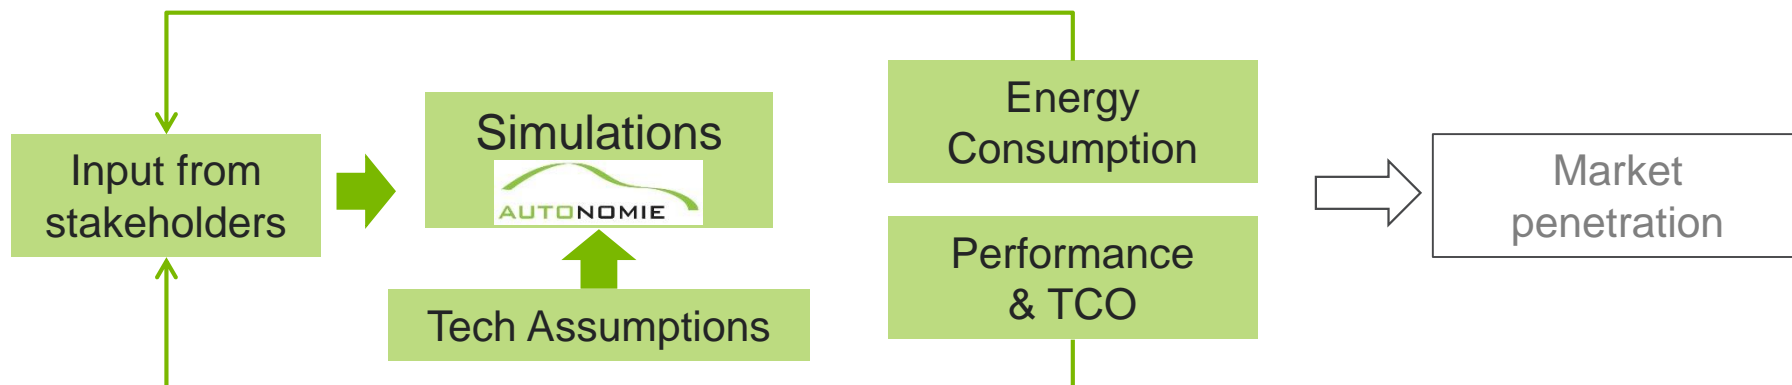 Input from
stakeholders
Simulations
AUTONOMIE
Tech Assumptions
Energy
Consumption
Performance
& TCO
Market
penetration